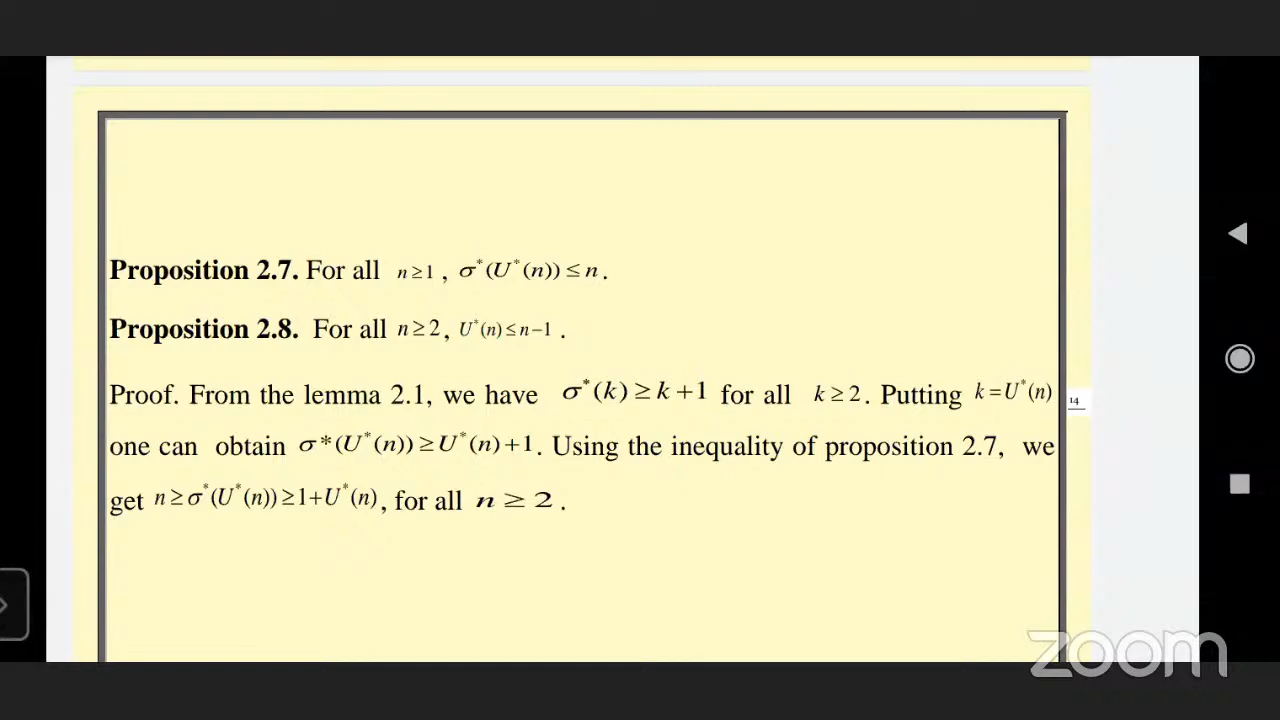 Proposition 2.7. For all n ≥ 1 , σ*(U*(n)) ≤ n .
Proposition 2.8. For all n ≥ 2 , U*(n) ≤ n−1 .
Proof. From the lemma 2.1, we have σ*(k) ≥ k +1 for all k ≥ 2 . Putting k = U*(n)
14
one can obtain σ*(U*(n)) ≥ U*(n) +1 . Using the inequality of proposition 2.7, we
get n ≥ σ*(U*(n)) ≥ 1+U*(n) , for all n ≥ 2 .
zoom